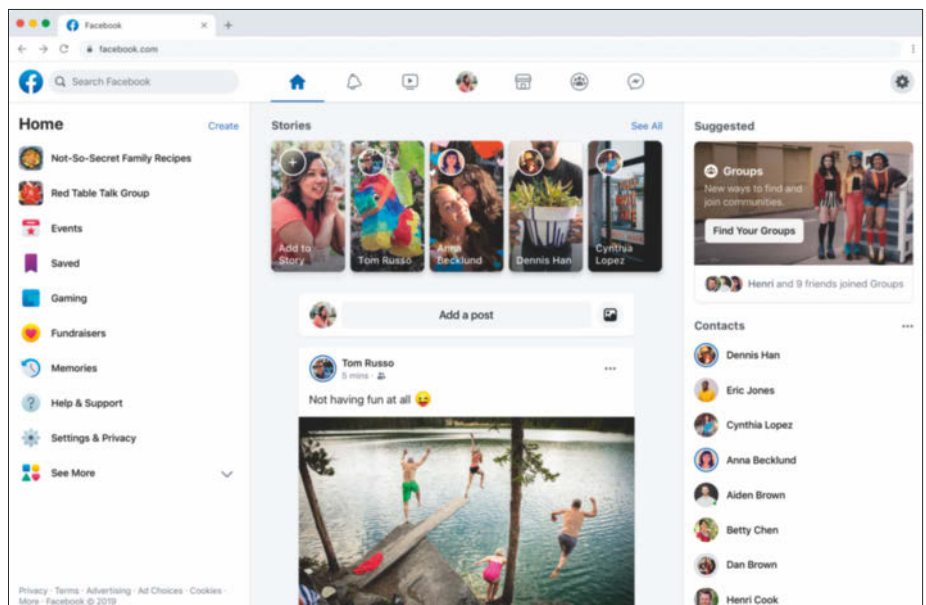 Facebook
facebook.com
Search Facebook
Home
Create
Not-So-Secret Family Recipes
Red Table Talk Group
Events
Saved
Gaming
Fundraisers
Memories
Help & Support
Settings & Privacy
See More
Privacy · Terms · Advertising · Ad Choices · Cookies ·
More · Facebook © 2019
Stories
See All
Add to
Story
Tom Russo
Anna
Becklund
Dennis Han
Cynthia
Lopez
Add a post
Tom Russo
5 mins ·
Not having fun at all 😜
Suggested
Groups
New ways to find and
join communities.
Find Your Groups
Henri and 9 friends joined Groups
Contacts
Dennis Han
Eric Jones
Cynthia Lopez
Anna Becklund
Aiden Brown
Betty Chen
Dan Brown
Henri Cook